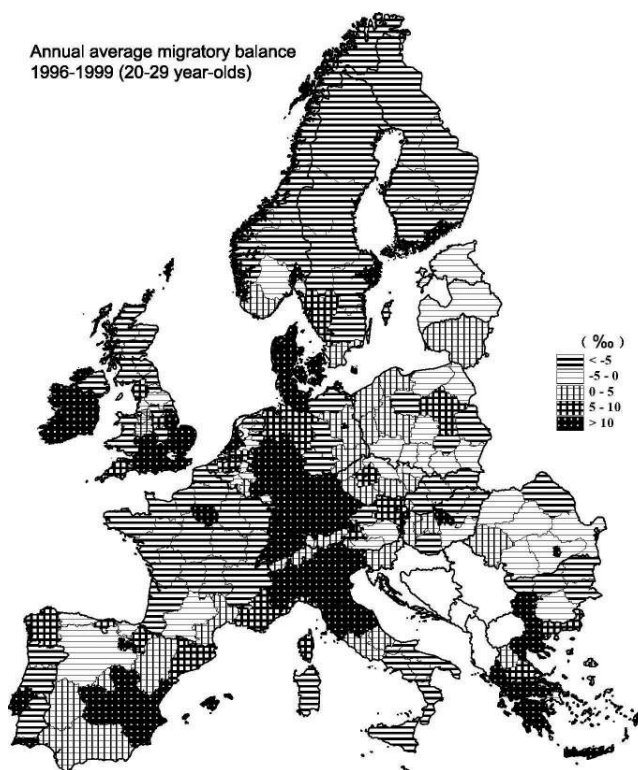 Annual average migratory balance
1996-1999 (20-29 year-olds)
( ‰ )
< -5
-5 - 0
0 - 5
5 - 10
> 10